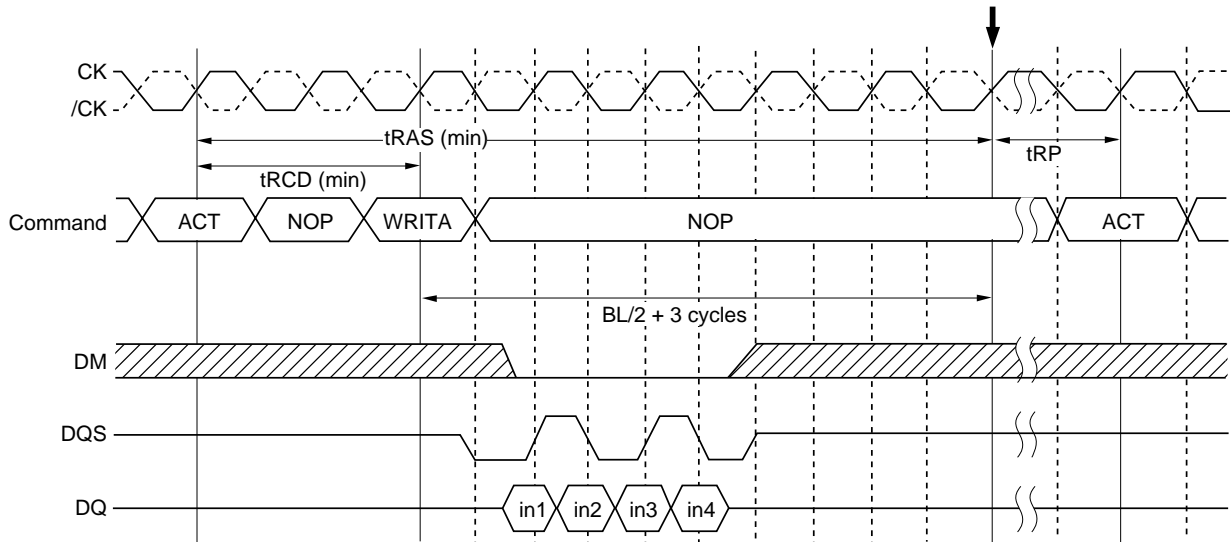 CK
/CK
tRAS (min)
tRP
tRCD (min)
Command ACT NOP WRITA NOP ACT
BL/2 + 3 cycles
DM
DQS
DQ in1 in2 in3 in4